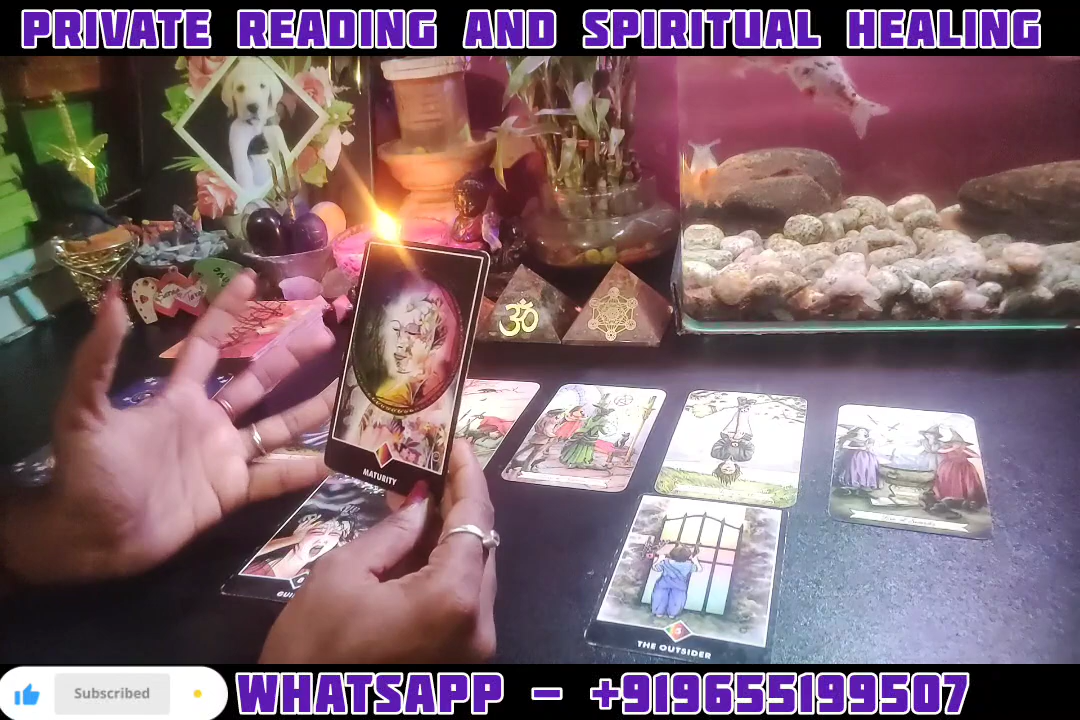 PRIVATE READING AND SPIRITUAL HEALING
ॐ
MATURITY
THE OUTSIDER
Subscribed
WHATSAPP - +919655199507